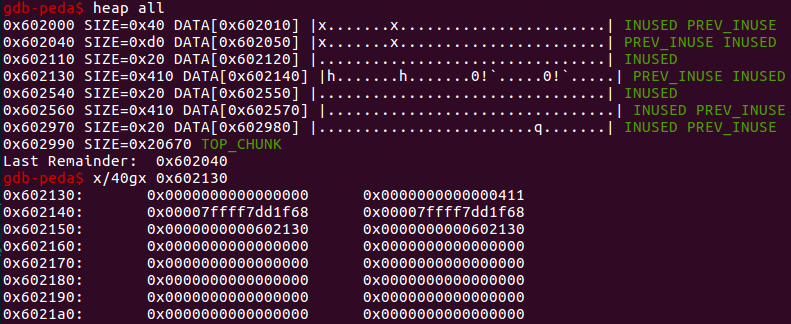 gdb-peda$ heap all
0x602000 SIZE=0x40 DATA[0x602010] |x.......x.......................| INUSED PREV_INUSE
0x602040 SIZE=0xd0 DATA[0x602050] |x.......x.......................| PREV_INUSE INUSED
0x602110 SIZE=0x20 DATA[0x602120] |................................| INUSED
0x602130 SIZE=0x410 DATA[0x602140] |h.......h.......0!`.....0!`.....| PREV_INUSE INUSED
0x602540 SIZE=0x20 DATA[0x602550] |................................| INUSED
0x602560 SIZE=0x410 DATA[0x602570] |................................| INUSED PREV_INUSE
0x602970 SIZE=0x20 DATA[0x602980] |........................q.......| INUSED PREV_INUSE
0x602990 SIZE=0x20670 TOP_CHUNK
Last Remainder:  0x602040
gdb-peda$ x/40gx 0x602130
0x602130:       0x0000000000000000      0x0000000000000411
0x602140:       0x00007ffff7dd1f68      0x00007ffff7dd1f68
0x602150:       0x0000000000602130      0x0000000000602130
0x602160:       0x0000000000000000      0x0000000000000000
0x602170:       0x0000000000000000      0x0000000000000000
0x602180:       0x0000000000000000      0x0000000000000000
0x602190:       0x0000000000000000      0x0000000000000000
0x6021a0:       0x0000000000000000      0x0000000000000000